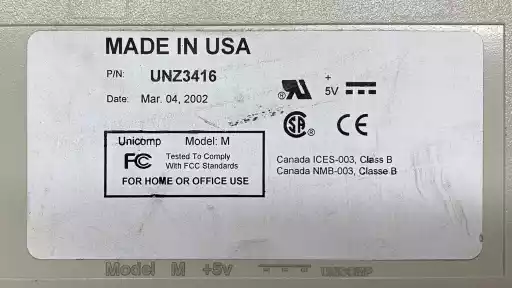 MADE IN USA
P/N: UNZ3416
Date: Mar. 04, 2002
+
5V
Unicomp Model: M
FC Tested To Comply
With FCC Standards
FOR HOME OR OFFICE USE
Canada ICES-003, Class B
Canada NMB-003, Classe B
Model M +5v UNICOMP